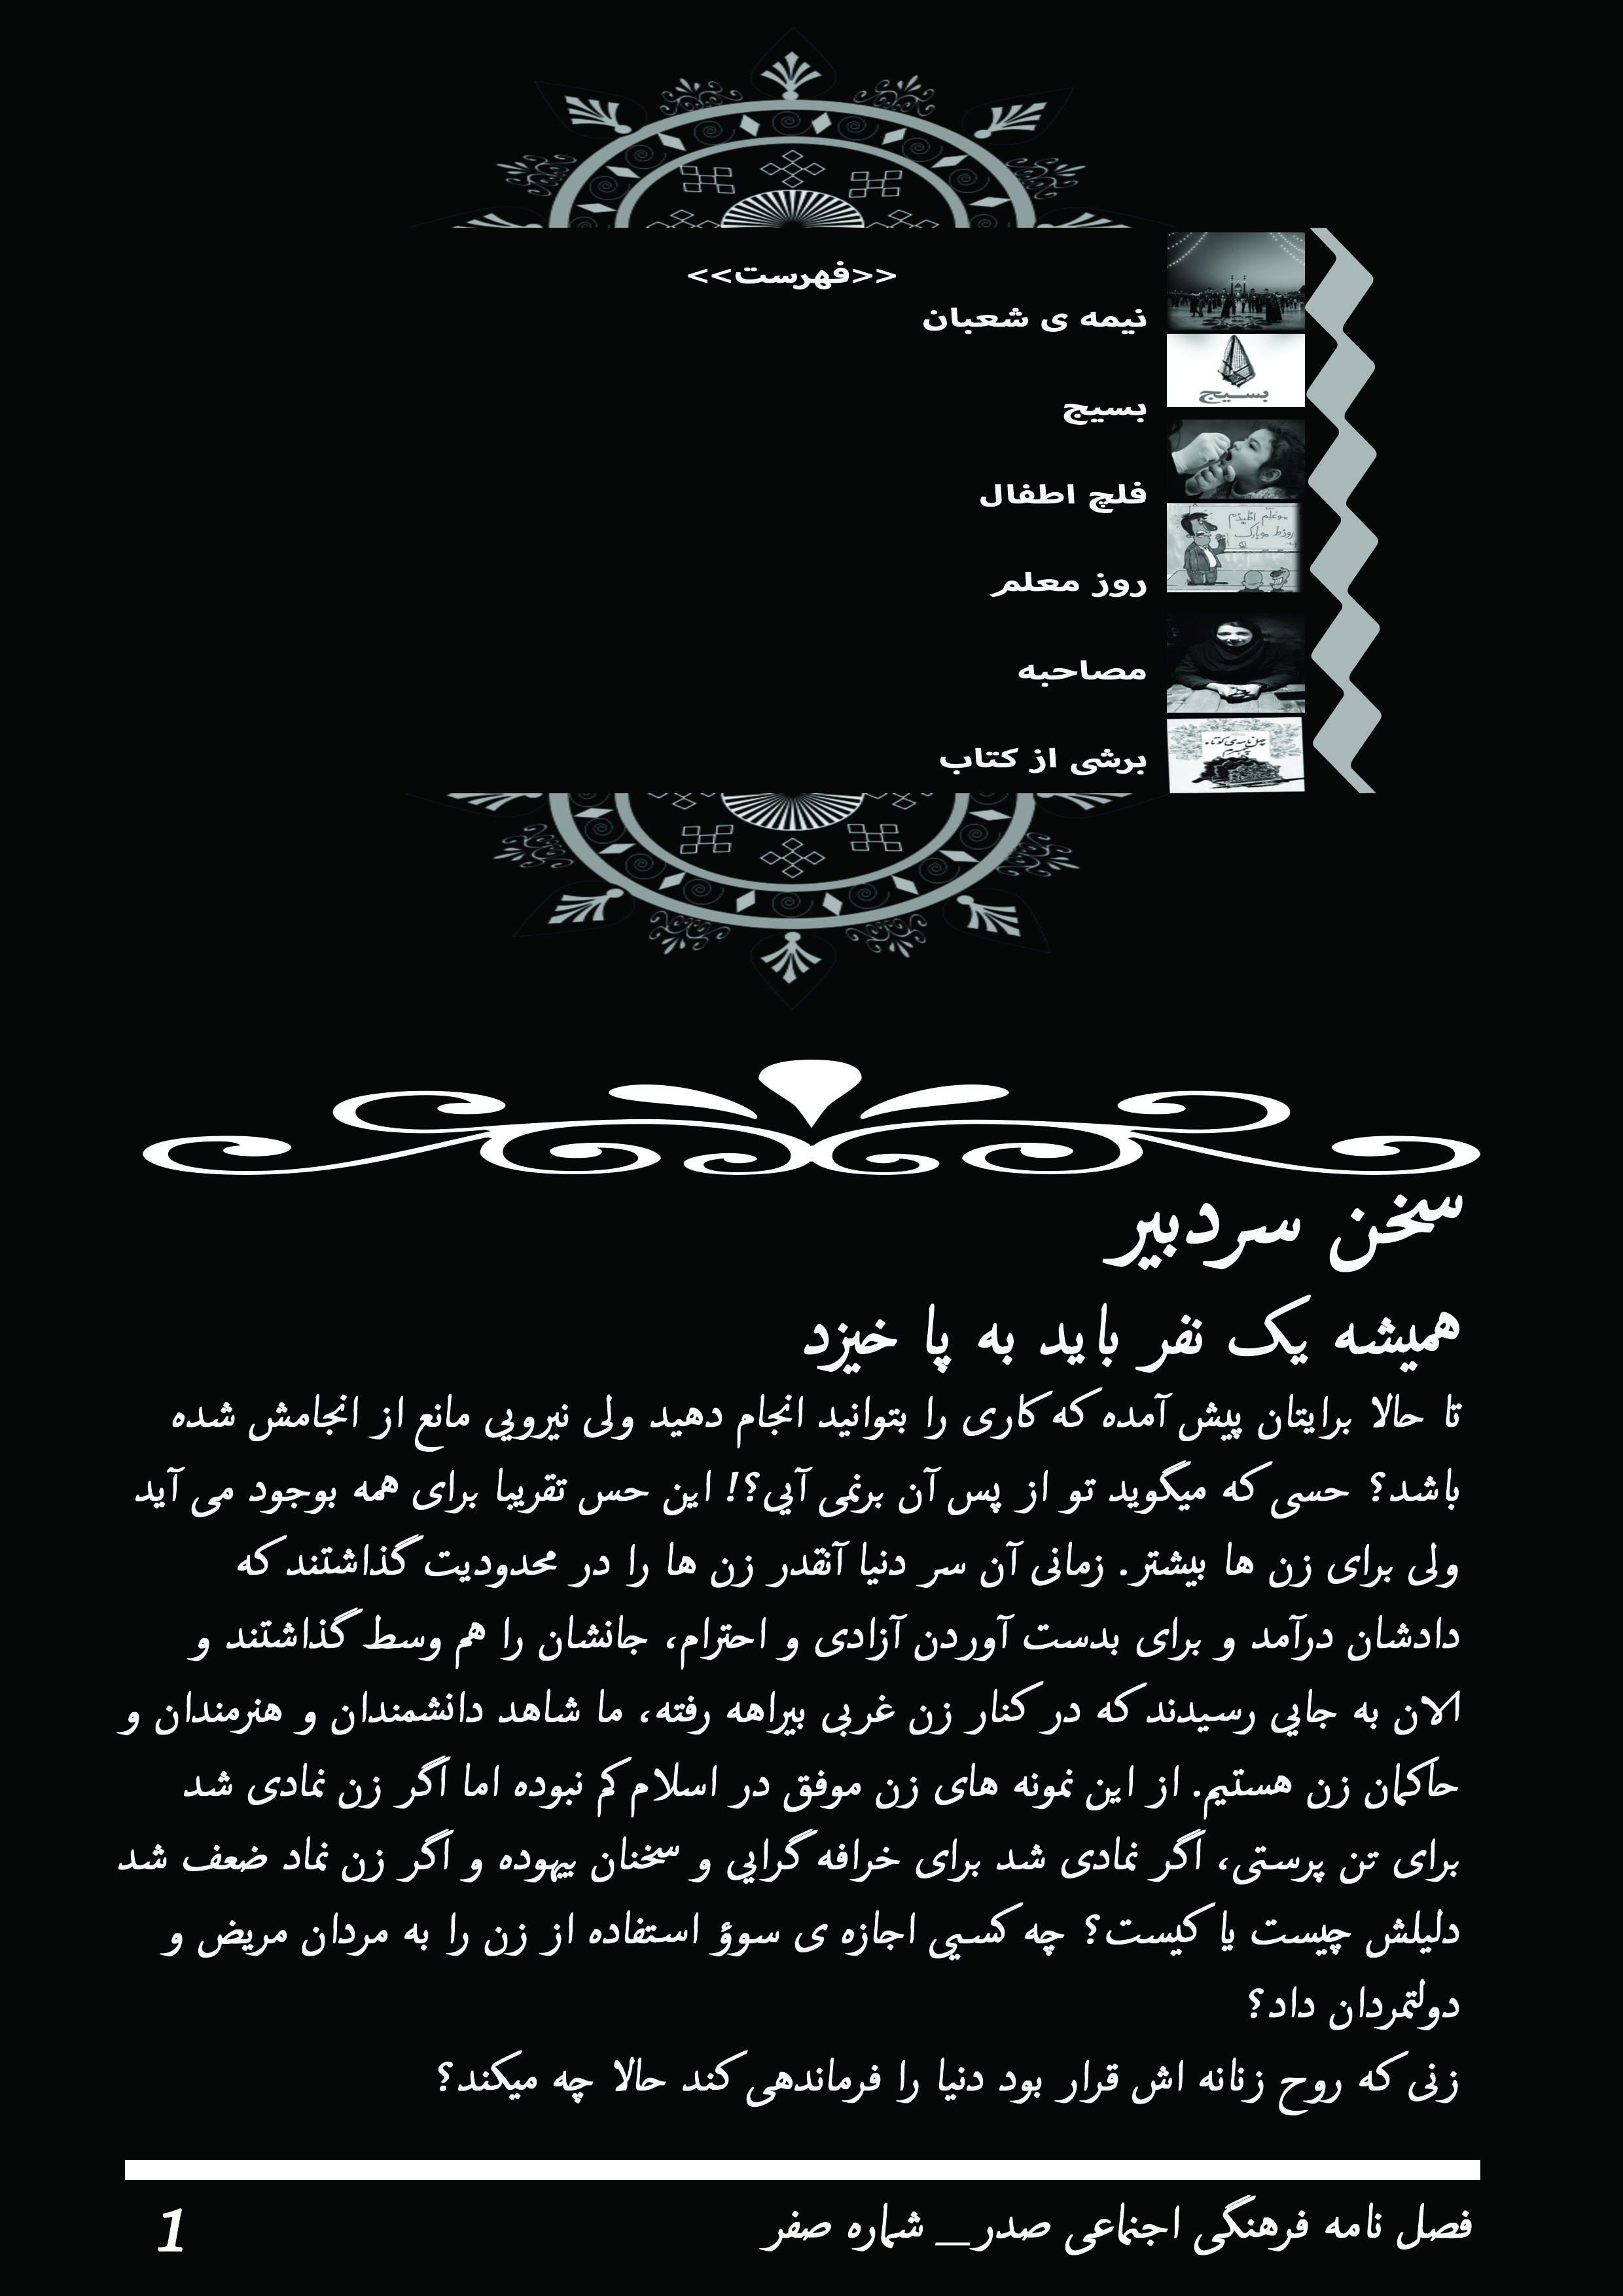 <<فهرست>>
نیمه ی شعبان
بسیج
بسیج
فلج اطفال
روز معلم
مصاحبه
برشی از کتاب
سخن سردبیر
همیشه یک نفر باید به پا خیزد
تا حالا برایتان پیش آمده که کاری را بتوانید انجام دهید ولی نیرویی مانع از انجامش شده
باشد؟ حسی که میگوید تو از پس آن برنمی آیی؟! این حس تقریبا برای همه بوجود می آید
ولی برای زن ها بیشتر. زمانی آن سر دنیا آنقدر زن ها را در محدودیت گذاشتند که
دادشان درآمد و برای بدست آوردن آزادی و احترام، جانشان را هم وسط گذاشتند و
الان به جایی رسیدند که در کنار زن غربی بیراهه رفته، ما شاهد دانشمندان و هنرمندان و
حاکمان زن هستیم. از این نمونه های زن موفق در اسلام کم نبوده اما اگر زن نمادی شد
برای تن پرستی، اگر نمادی شد برای خرافه گرایی و سخنان بیهوده و اگر زن نماد ضعف شد
دلیلش چیست یا کیست؟ چه کسیی اجازه ی سوؤ استفاده از زن را به مردان مریض و
دولتمردان داد؟
زنی که روح زنانه اش قرار بود دنیا را فرماندهی کند حالا چه میکند؟
فصل نامه فرهنگی اجتماعی صدر_ شماره صفر
1